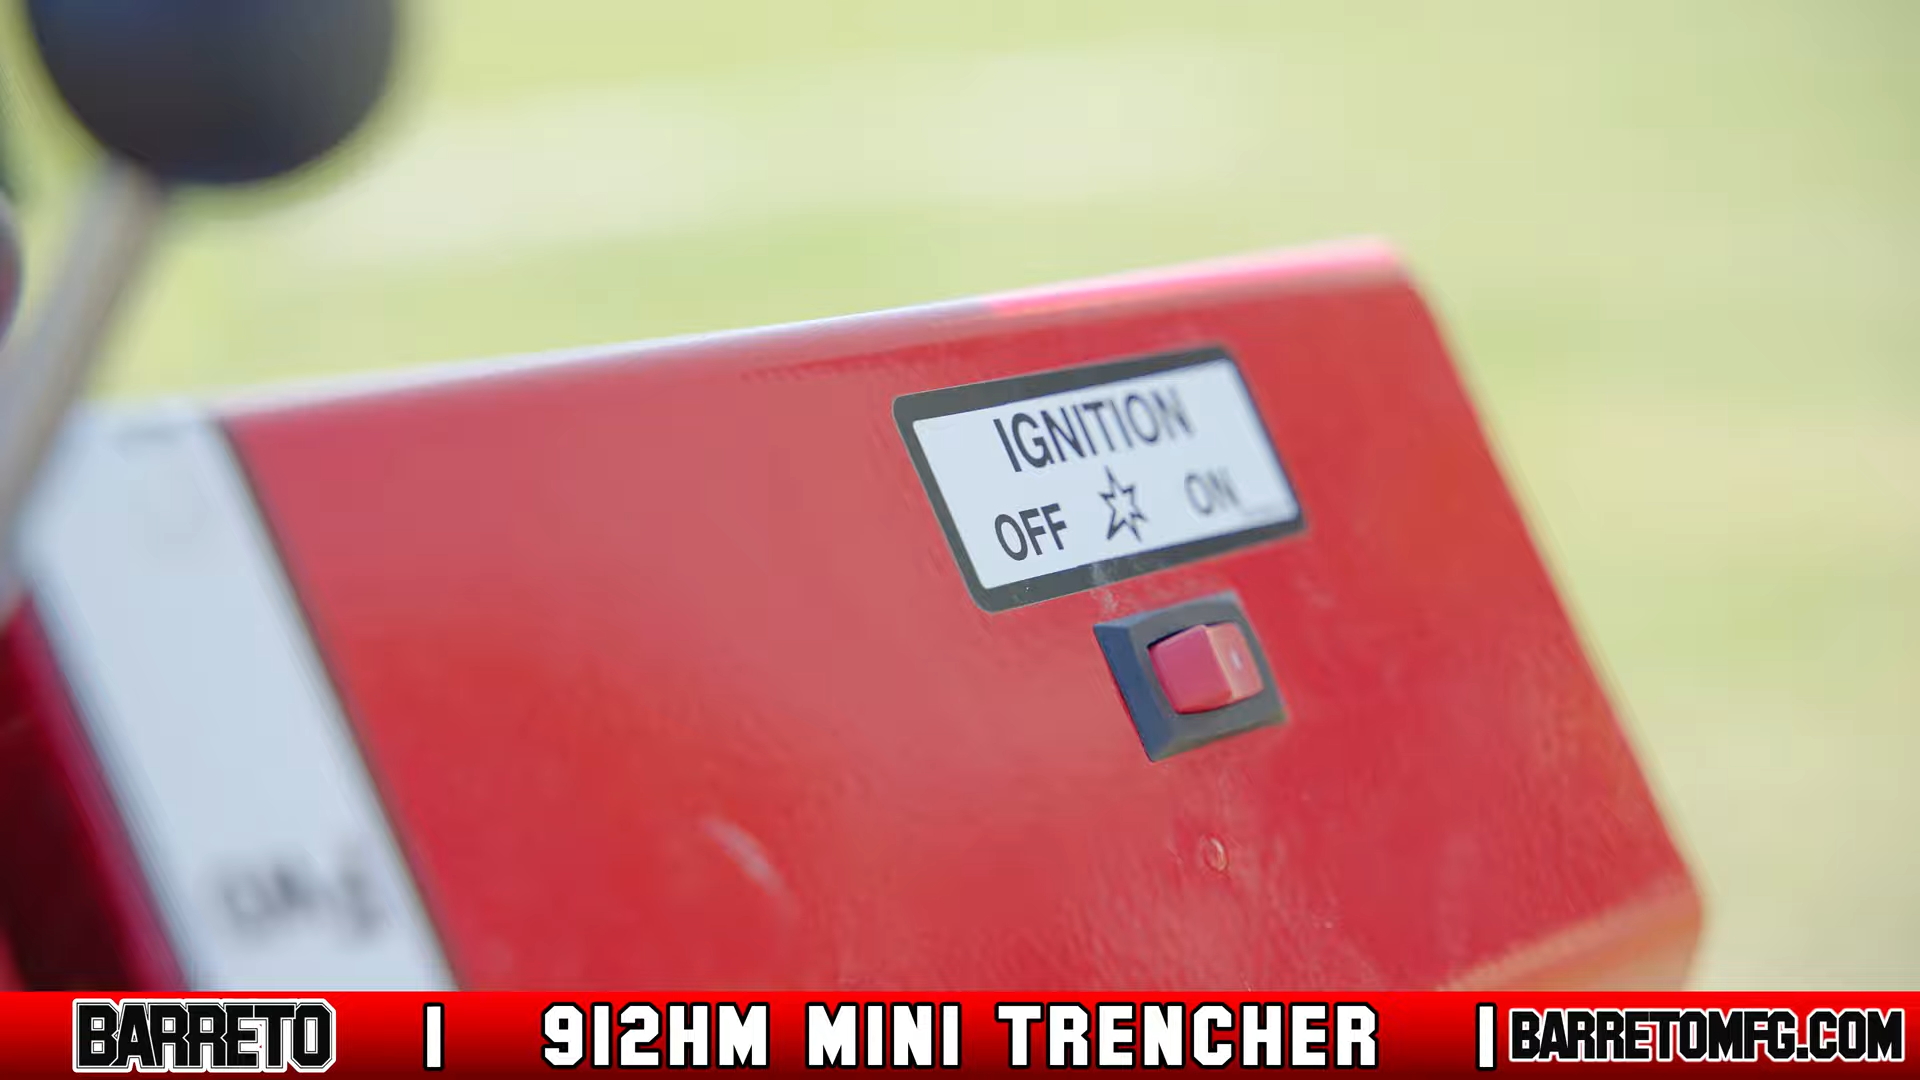 IGNITION
OFF ON
BARRETO | 912HM MINI TRENCHER | BARRETOMFG.COM